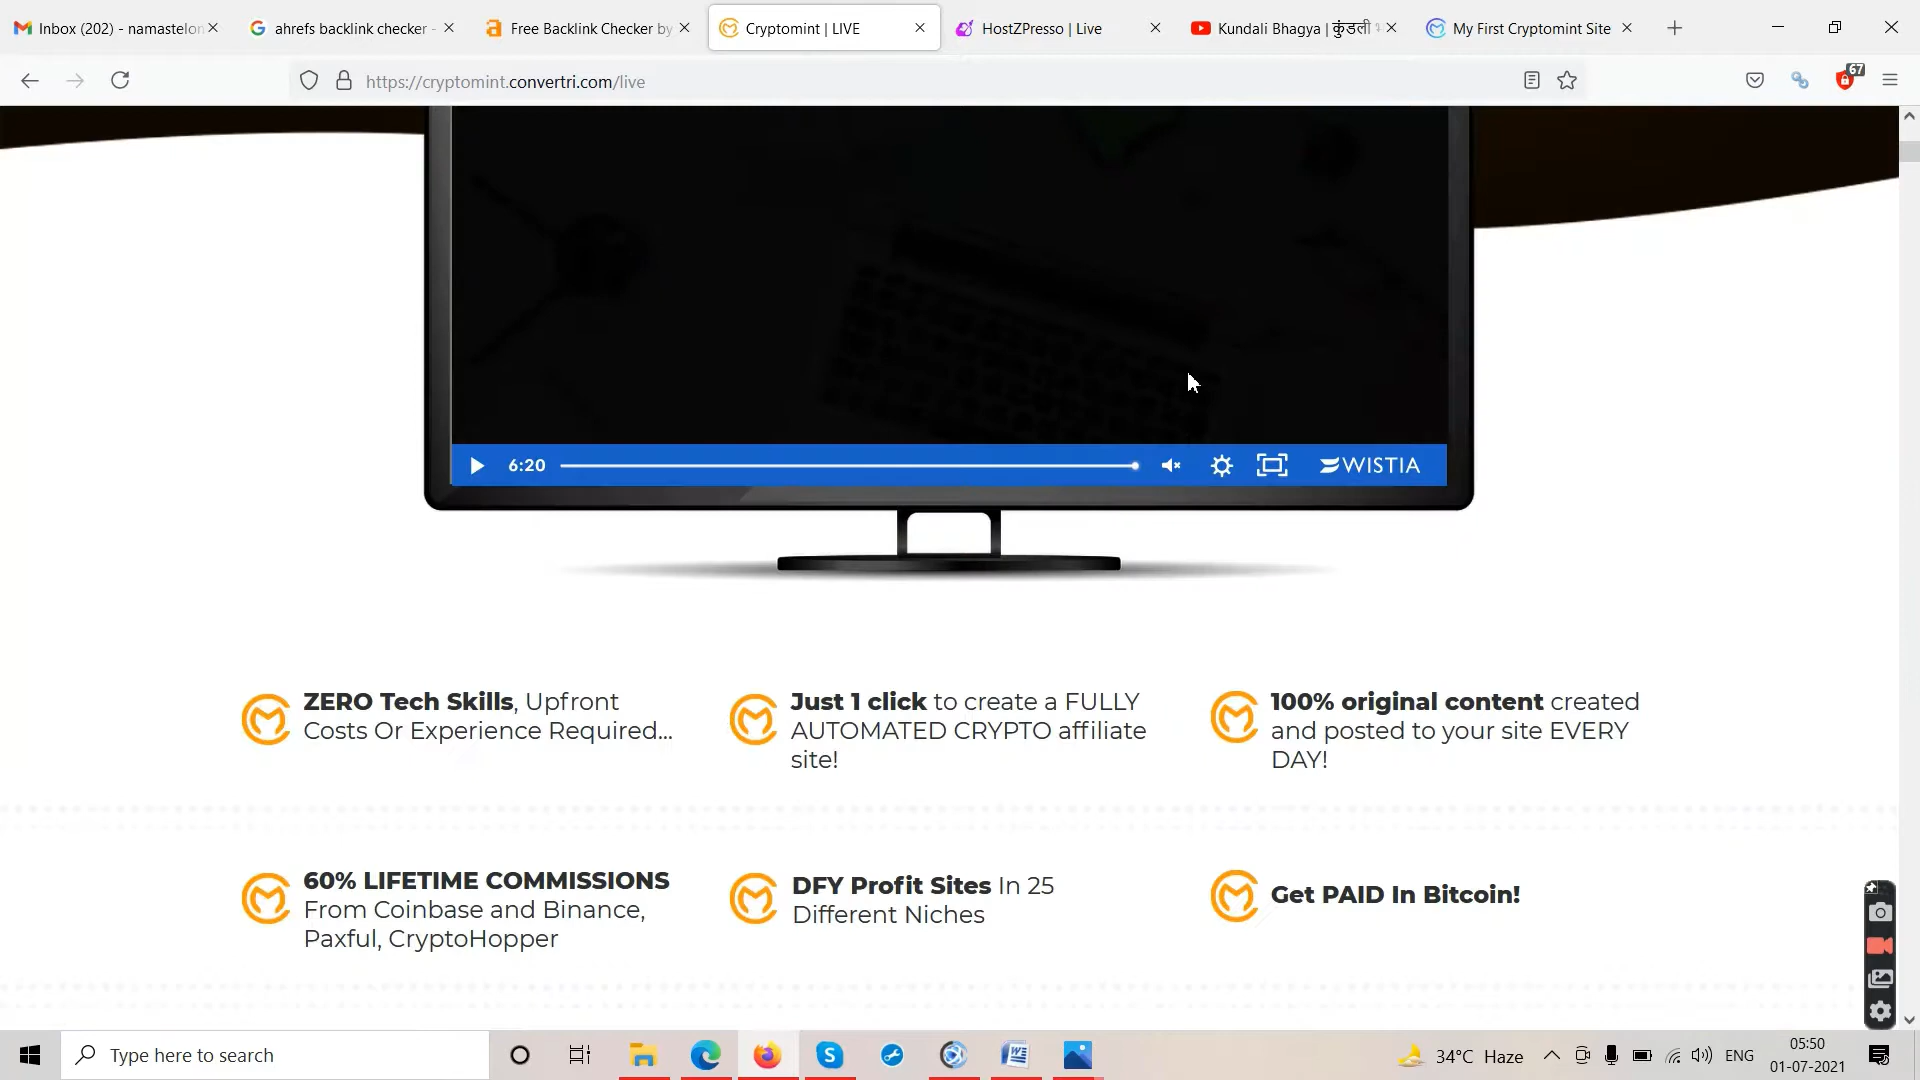 Inbox (202) - namastelon
ahrefs backlink checker -
Free Backlink Checker by
Cryptomint | LIVE
HostZPresso | Live
Kundali Bhagya | कुंडली
My First Cryptomint Site
https://cryptomint.convertri.com/live
67
6:20
WISTIA
ZERO Tech Skills, Upfront
Costs Or Experience Required...
Just 1 click to create a FULLY
AUTOMATED CRYPTO affiliate
site!
100% original content created
and posted to your site EVERY
DAY!
60% LIFETIME COMMISSIONS
From Coinbase and Binance,
Paxful, CryptoHopper
DFY Profit Sites In 25
Different Niches
Get PAID In Bitcoin!
Type here to search
34°C Haze
ENG
05:50
01-07-2021